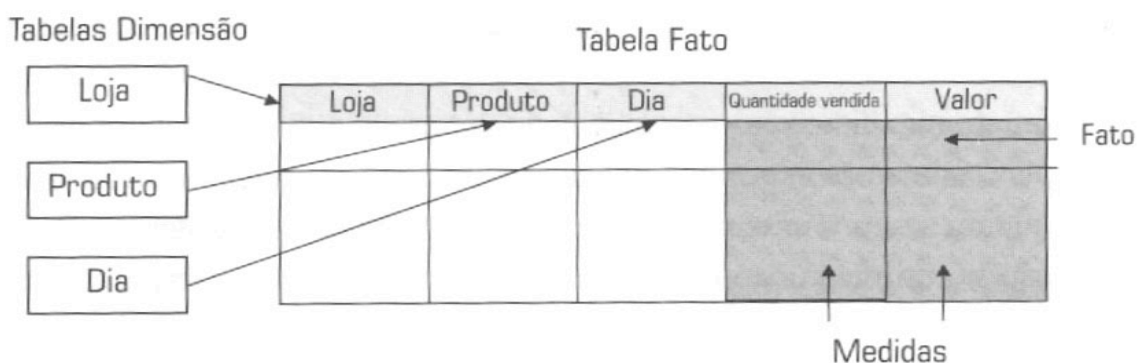 Tabelas Dimensão
Tabela Fato
Loja
Produto
Dia
Loja Produto Dia Quantidade vendida Valor
Fato
Medidas